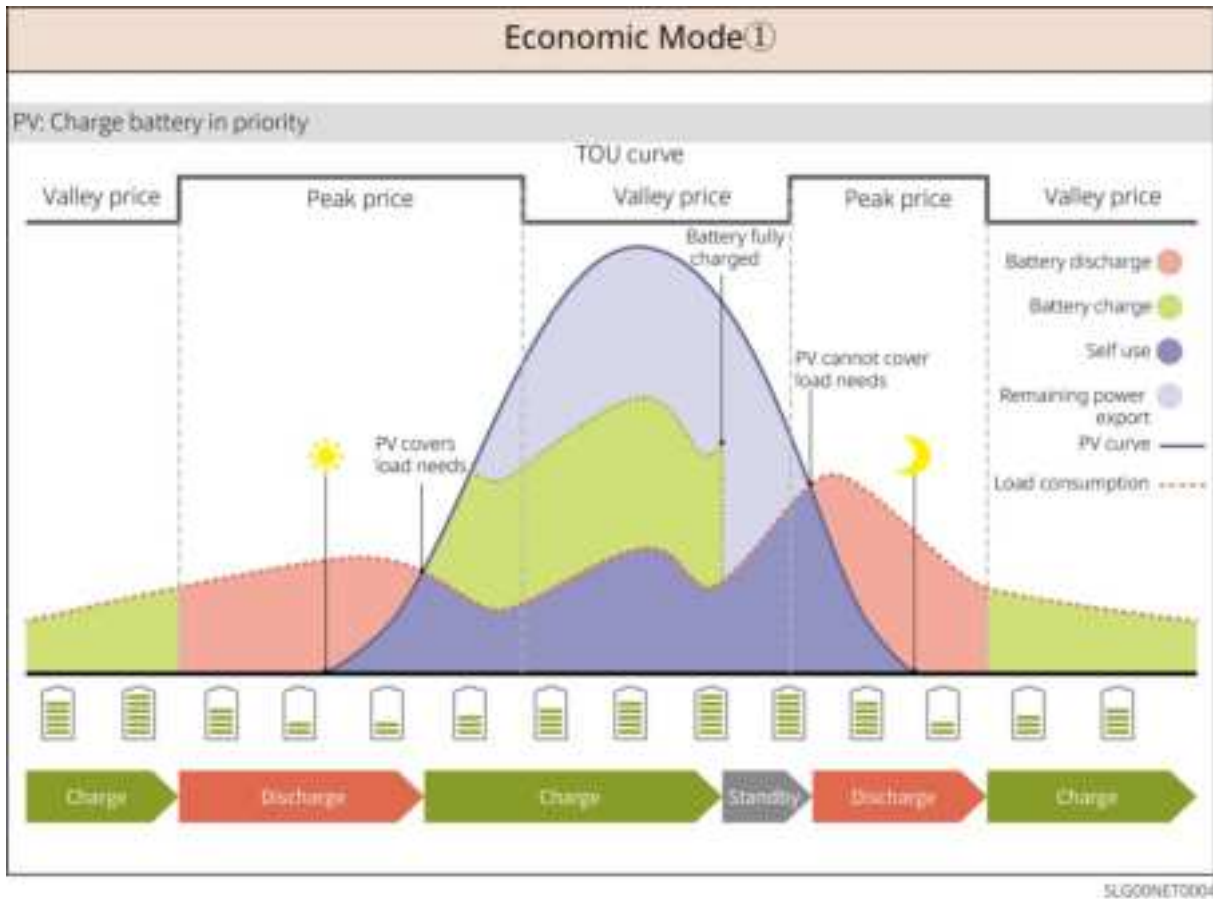 Economic Mode①
PV: Charge battery in priority
TOU curve
Valley price
Peak price
Valley price
Peak price
Valley price
Battery fully
charged
Battery discharge
Battery charge
Self use
Remaining power
export
PV curve
Load consumption
PV cannot cover
load needs
PV covers
load needs
Charge
Discharge
Charge
Standby
Discharge
Charge
SLG00NET0004